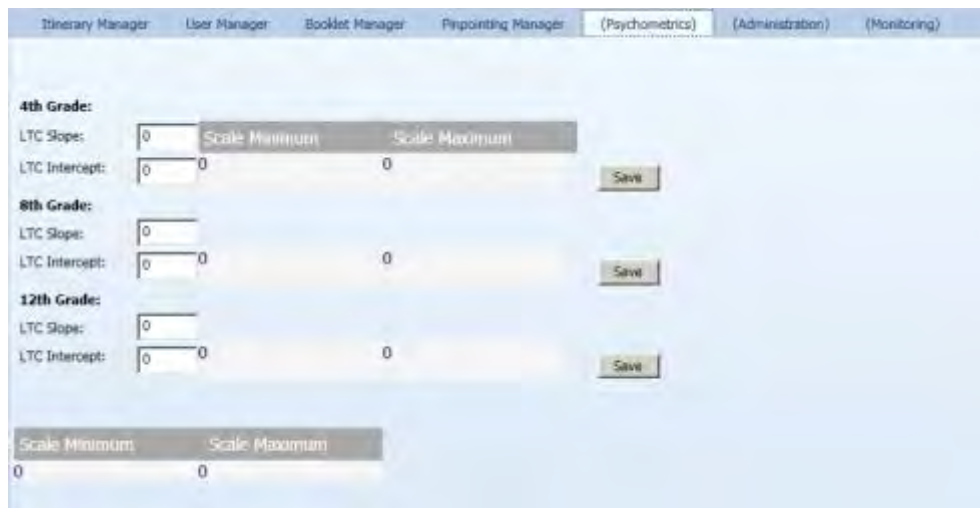 Itinerary Manager User Manager Booklet Manager Pinpointing Manager (Psychometrics) (Administration) (Monitoring)
4th Grade:
LTC Slope: 0 Scale Minimum Scale Maximum
LTC Intercept: 0 0 0 Save
8th Grade:
LTC Slope: 0
LTC Intercept: 0 0 0 Save
12th Grade:
LTC Slope: 0
LTC Intercept: 0 0 0 Save
Scale Minimum Scale Maximum
0 0